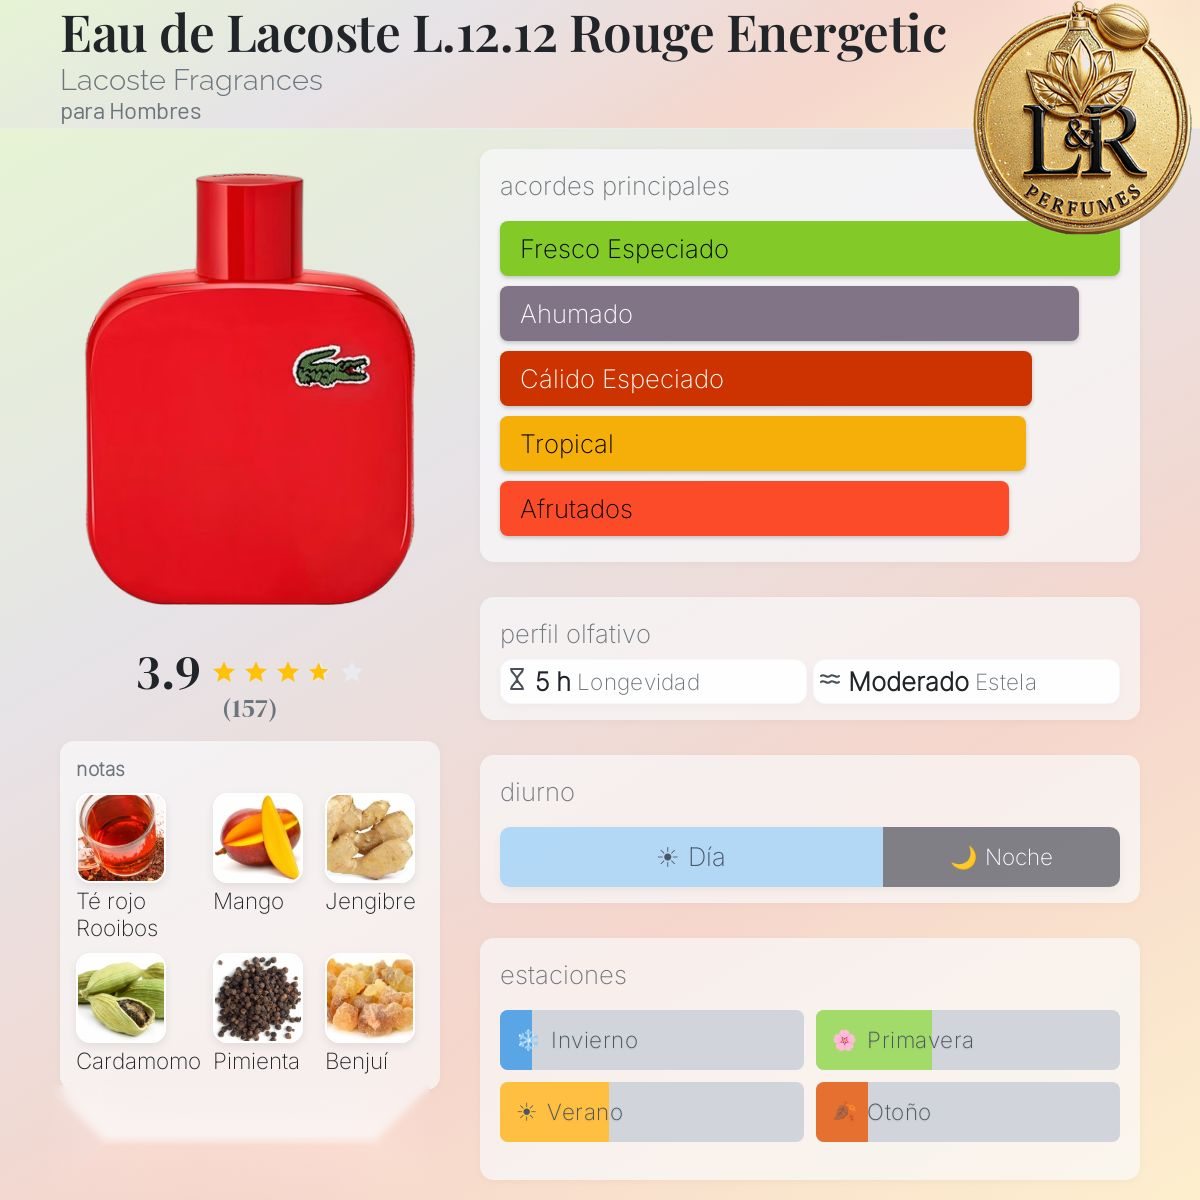 Eau de Lacoste L.12.12 Rouge Energetic
Lacoste Fragrances
para Hombres
L&R
PERFUMES
acordes principales
Fresco Especiado
Ahumado
Cálido Especiado
Tropical
Afrutados
3.9
(157)
perfil olfativo
5 h Longevidad
Moderado Estela
notas
Té rojo
Rooibos
Mango
Jengibre
Cardamomo
Pimienta
Benjuí
diurno
Día
Noche
estaciones
Invierno
Primavera
Verano
Otoño